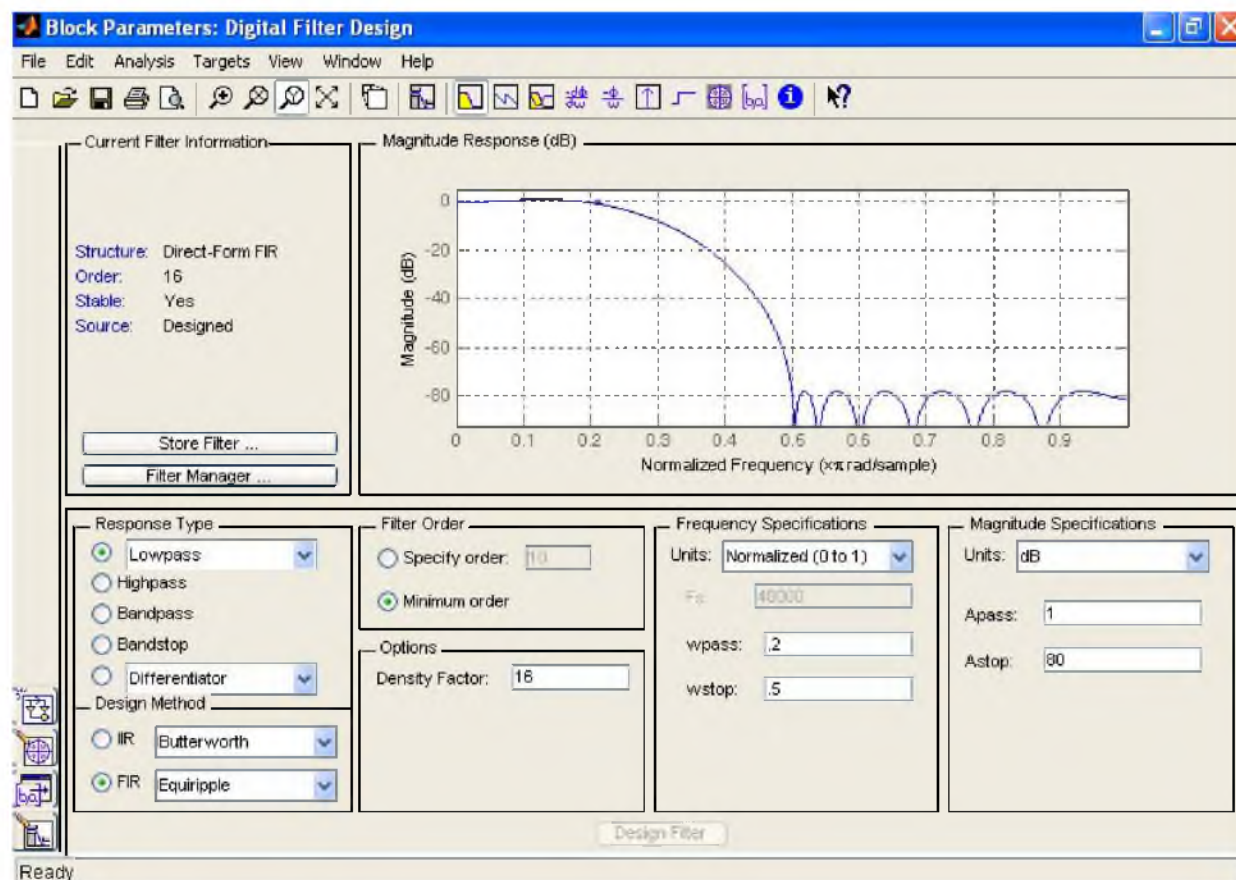 Block Parameters: Digital Filter Design
File Edit Analysis Targets View Window Help
Current Filter Information
Structure: Direct-Form FIR
Order: 16
Stable: Yes
Source: Designed
Store Filter ...
Filter Manager ...
Magnitude Response (dB)
Magnitude (dB)
0
-20
-40
-60
-80
0 0.1 0.2 0.3 0.4 0.5 0.6 0.7 0.8 0.9
Normalized Frequency (×π rad/sample)
Response Type
Lowpass
Highpass
Bandpass
Bandstop
Differentiator
Design Method
IIR Butterworth
FIR Equiripple
Filter Order
Specify order: 10
Minimum order
Options
Density Factor: 16
Frequency Specifications
Units: Normalized (0 to 1)
Fs: 48000
wpass: .2
wstop: .5
Magnitude Specifications
Units: dB
Apass: 1
Astop: 80
Design Filter
Ready